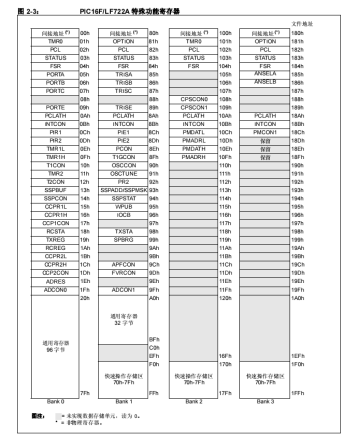 图 2-3: PIC16F/LF722A 特殊功能寄存器
文件地址
间接地址(*) 00h 间接地址(*) 80h 间接地址(*) 100h 间接地址(*) 180h
TMR0 01h OPTION 81h TMR0 101h OPTION 181h
PCL 02h PCL 82h PCL 102h PCL 182h
STATUS 03h STATUS 83h STATUS 103h STATUS 183h
FSR 04h FSR 84h FSR 104h FSR 184h
PORTA 05h TRISA 85h 105h ANSELA 185h
PORTB 06h TRISB 86h 106h ANSELB 186h
PORTC 07h TRISC 87h 107h 187h
08h 88h CPSCON0 108h 188h
PORTE 09h TRISE 89h CPSCON1 109h 189h
PCLATH 0Ah PCLATH 8Ah PCLATH 10Ah PCLATH 18Ah
INTCON 0Bh INTCON 8Bh INTCON 10Bh INTCON 18Bh
PIR1 0Ch PIE1 8Ch PMDATL 10Ch PMCON1 18Ch
PIR2 0Dh PIE2 8Dh PMADRL 10Dh 保留 18Dh
TMR1L 0Eh PCON 8Eh PMDATH 10Eh 保留 18Eh
TMR1H 0Fh T1GCON 8Fh PMADRH 10Fh 保留 18Fh
T1CON 10h OSCCON 90h 110h 190h
TMR2 11h OSCTUNE 91h 111h 191h
T2CON 12h PR2 92h 112h 192h
SSPBUF 13h SSPADD/SSPMSK 93h 113h 193h
SSPCON 14h SSPSTAT 94h 114h 194h
CCPR1L 15h WPUB 95h 115h 195h
CCPR1H 16h IOCB 96h 116h 196h
CCP1CON 17h 97h 117h 197h
RCSTA 18h TXSTA 98h 118h 198h
TXREG 19h SPBRG 99h 119h 199h
RCREG 1Ah 9Ah 11Ah 19Ah
CCPR2L 1Bh 9Bh 11Bh 19Bh
CCPR2H 1Ch APFCON 9Ch 11Ch 19Ch
CCP2CON 1Dh FVRCON 9Dh 11Dh 19Dh
ADRES 1Eh 9Eh 11Eh 19Eh
ADCON0 1Fh ADCON1 9Fh 11Fh 19Fh
20h A0h 120h 1A0h
通用寄存器
32 字节
BFh
C0h
通用寄存器
96 字节
EFh 16Fh 1EFh
F0h 170h 1F0h
快速操作存储区 快速操作存储区 快速操作存储区
70h-7Fh 70h-7Fh 70h-7Fh
7Fh FFh 17Fh 1FFh
Bank 0 Bank 1 Bank 2 Bank 3
图注: = 未实现数据存储单元，读为 0。
* = 非物理寄存器。